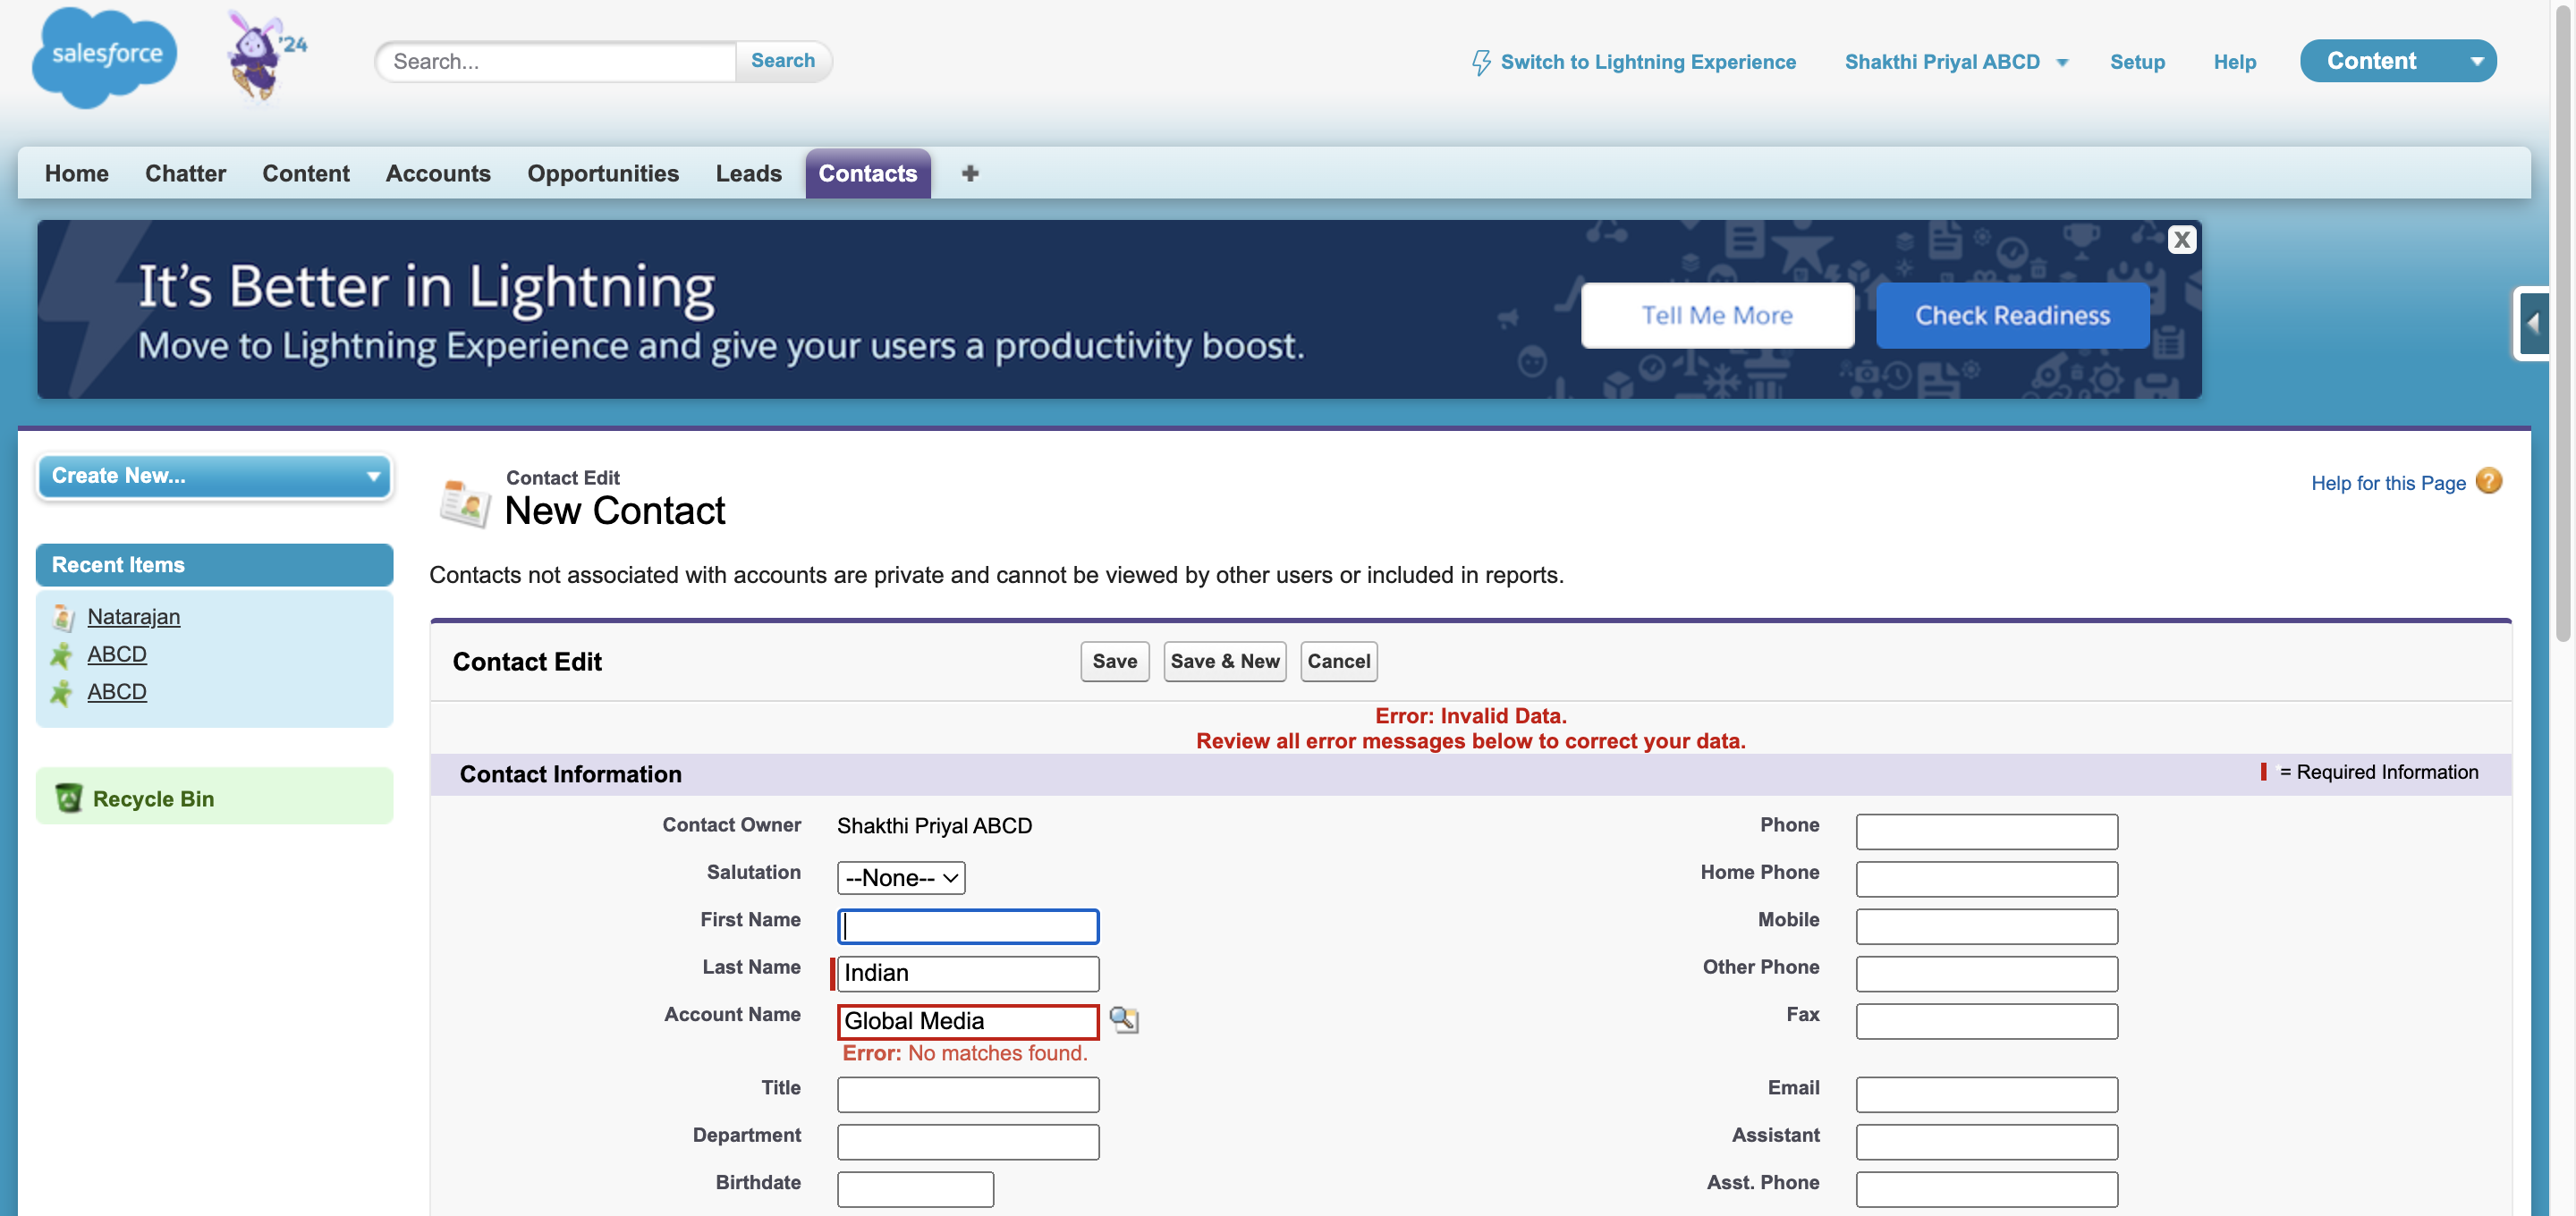 salesforce
'24
Search...
Search
Switch to Lightning Experience
Shakthi Priyal ABCD
Setup
Help
Content
Home
Chatter
Content
Accounts
Opportunities
Leads
Contacts
+
It's Better in Lightning
Move to Lightning Experience and give your users a productivity boost.
Tell Me More
Check Readiness
X
Create New...
Recent Items
Natarajan
ABCD
ABCD
Recycle Bin
Contact Edit
New Contact
Help for this Page
?
Contacts not associated with accounts are private and cannot be viewed by other users or included in reports.
Contact Edit
Save
Save & New
Cancel
Error: Invalid Data.
Review all error messages below to correct your data.
Contact Information
= Required Information
Contact Owner
Shakthi Priyal ABCD
Phone
Salutation
--None--
Home Phone
First Name
Mobile
Last Name
Indian
Other Phone
Account Name
Global Media
Error: No matches found.
Fax
Title
Email
Department
Assistant
Birthdate
Asst. Phone